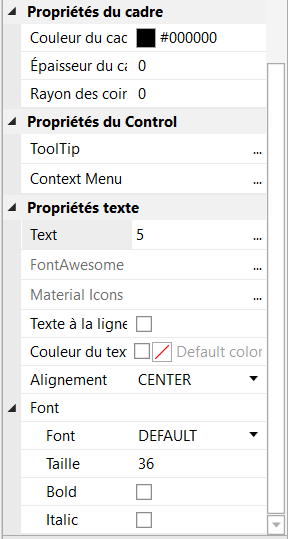 Propriétés du cadre
Couleur du cac #000000
Épaisseur du ca 0
Rayon des coir 0
Propriétés du Control
ToolTip ...
Context Menu ...
Propriétés texte
Text 5 ...
FontAwesome ...
Material Icons ...
Texte à la ligne
Couleur du tex Default color
Alignement CENTER
Font
Font DEFAULT
Taille 36
Bold
Italic